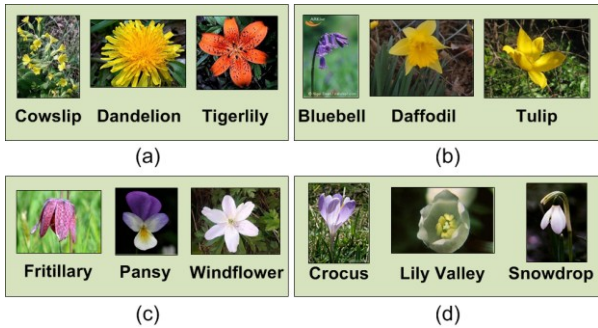 Cowslip Dandelion Tigerlily
(a)
Bluebell Daffodil Tulip
(b)
Fritillary Pansy Windflower
(c)
Crocus Lily Valley Snowdrop
(d)